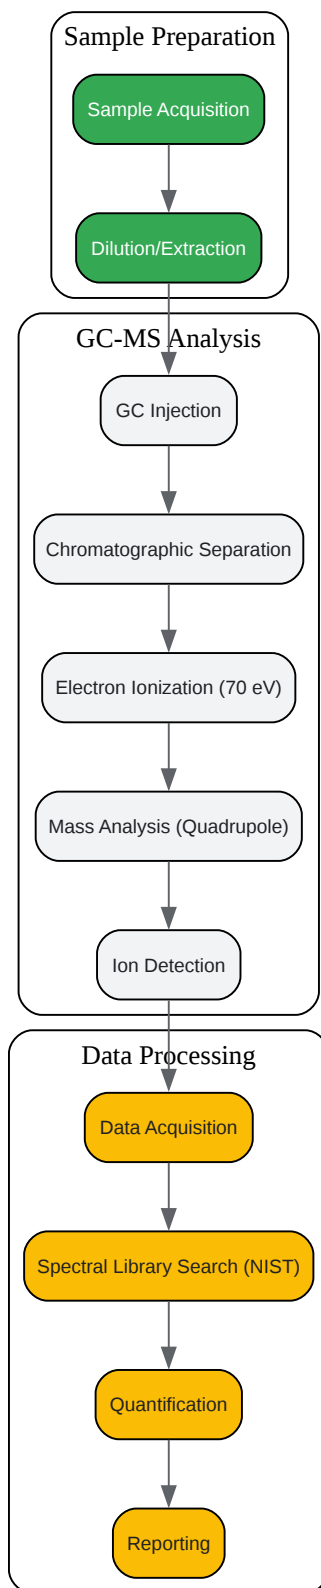 Sample Preparation
Sample Acquisition
Dilution/Extraction
GC-MS Analysis
GC Injection
Chromatographic Separation
Electron Ionization (70 eV)
Mass Analysis (Quadrupole)
Ion Detection
Data Processing
Data Acquisition
Spectral Library Search (NIST)
Quantification
Reporting